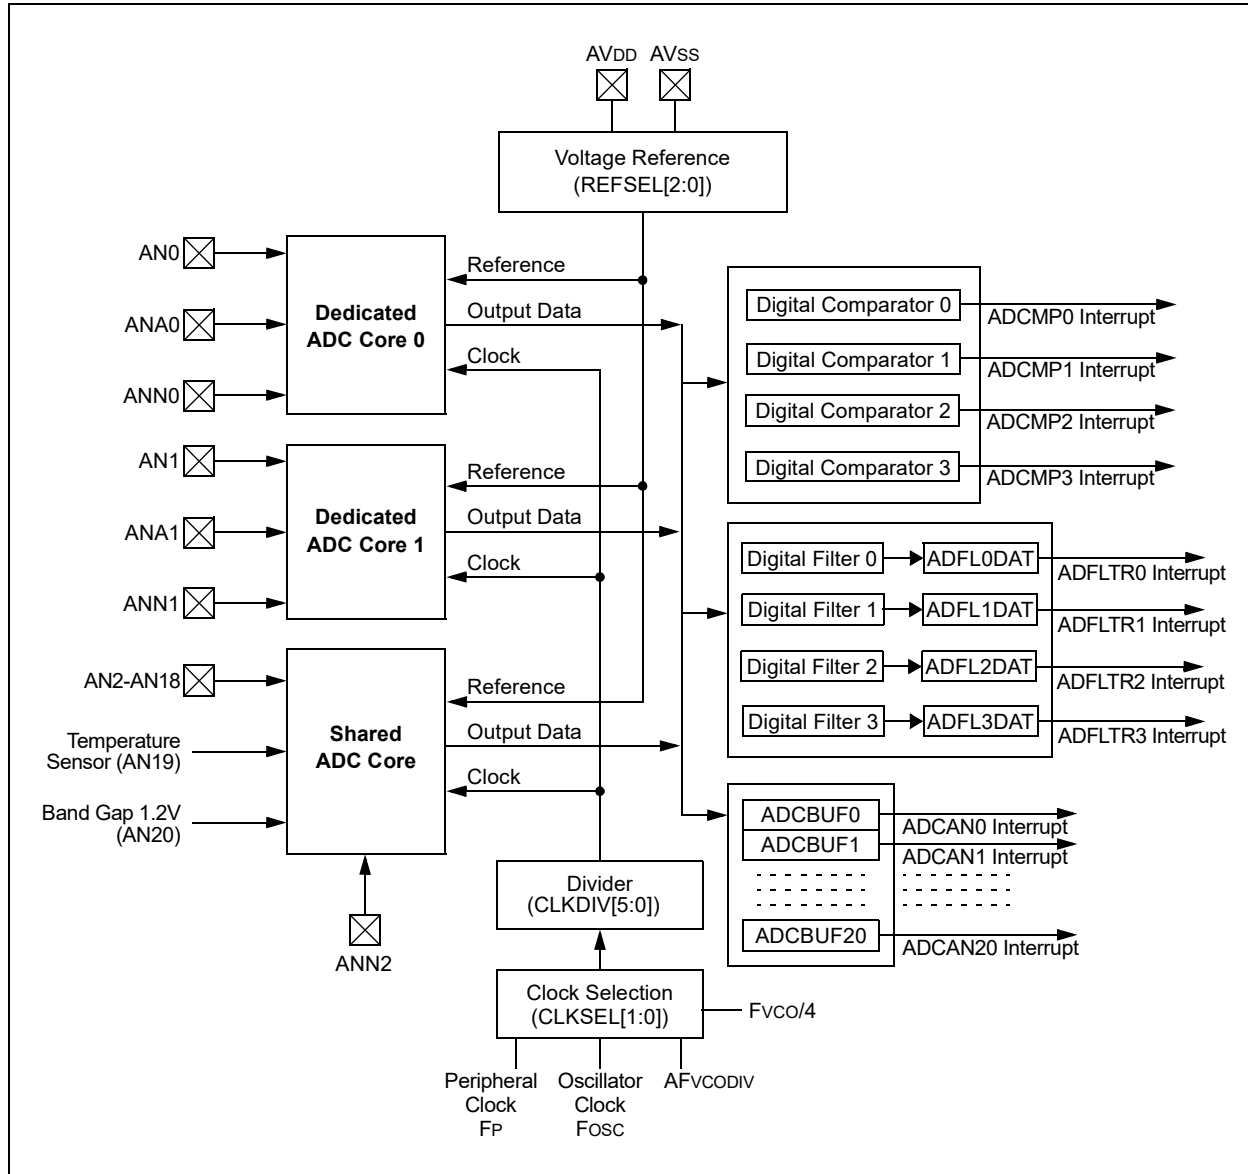 AVDD AVSS
Voltage Reference
(REFSEL[2:0])
AN0
ANA0
ANN0
Dedicated
ADC Core 0
Reference
Output Data
Clock
AN1
ANA1
ANN1
Dedicated
ADC Core 1
Reference
Output Data
Clock
AN2-AN18
Temperature
Sensor (AN19)
Band Gap 1.2V
(AN20)
Shared
ADC Core
Reference
Output Data
Clock
ANN2
Divider
(CLKDIV[5:0])
Clock Selection
(CLKSEL[1:0])
FVCO/4
Peripheral
Clock
FP
Oscillator
Clock
FOSC
AFVCODIV
Digital Comparator 0
ADCMP0 Interrupt
Digital Comparator 1
ADCMP1 Interrupt
Digital Comparator 2
ADCMP2 Interrupt
Digital Comparator 3
ADCMP3 Interrupt
Digital Filter 0
ADFL0DAT
ADFLTR0 Interrupt
Digital Filter 1
ADFL1DAT
ADFLTR1 Interrupt
Digital Filter 2
ADFL2DAT
ADFLTR2 Interrupt
Digital Filter 3
ADFL3DAT
ADFLTR3 Interrupt
ADCBUF0
ADCAN0 Interrupt
ADCBUF1
ADCAN1 Interrupt
ADCBUF20
ADCAN20 Interrupt